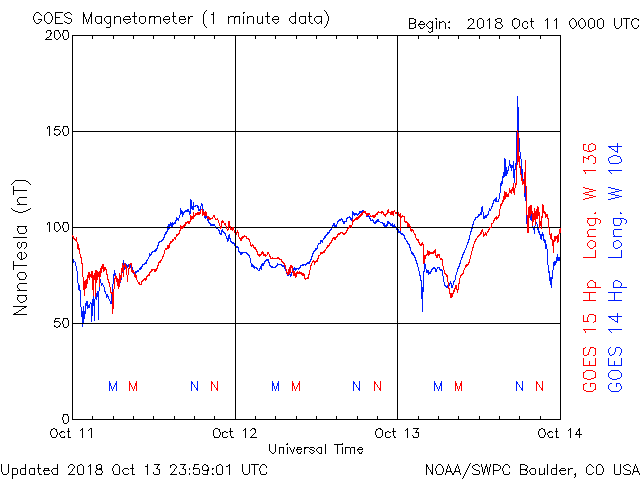 GOES Magnetometer (1 minute data)
Begin: 2018 Oct 11 0000 UTC
200
150
100
50
0
NanoTesla (nT)
M M N N M M N N M M N N
Oct 11 Oct 12 Oct 13 Oct 14
Universal Time
GOES 15 Hp Long. W 136
GOES 14 Hp Long. W 104
Updated 2018 Oct 13 23:59:01 UTC
NOAA/SWPC Boulder, CO USA